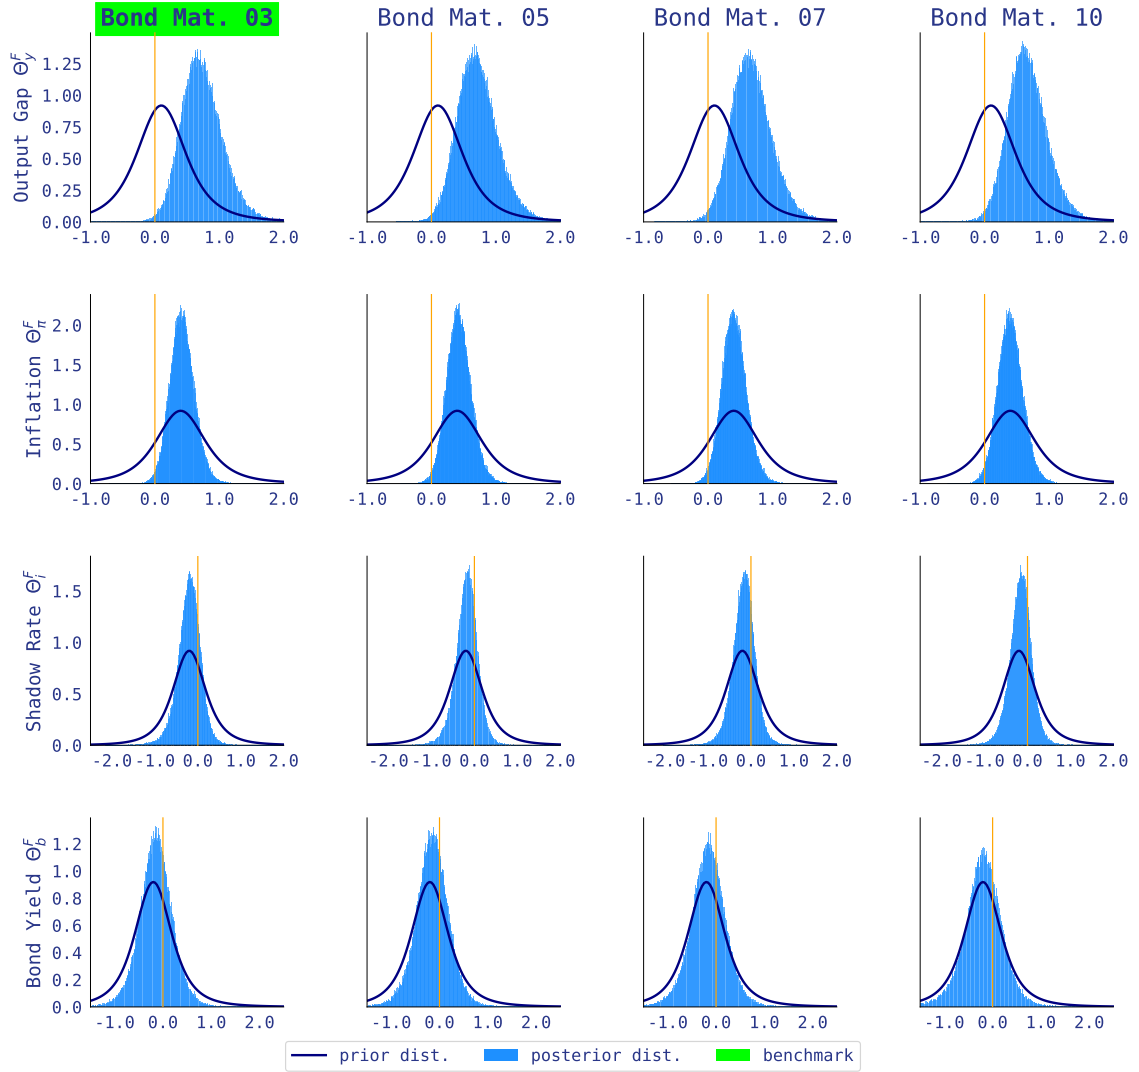 Bond Mat. 03 Bond Mat. 05 Bond Mat. 07 Bond Mat. 10
Output Gap Θ_y^F
1.25
1.00
0.75
0.50
0.25
0.00
-1.0 0.0 1.0 2.0 -1.0 0.0 1.0 2.0 -1.0 0.0 1.0 2.0 -1.0 0.0 1.0 2.0
Inflation Θ_π^F
2.0
1.5
1.0
0.5
0.0
-1.0 0.0 1.0 2.0 -1.0 0.0 1.0 2.0 -1.0 0.0 1.0 2.0 -1.0 0.0 1.0 2.0
Shadow Rate Θ_i^F
1.5
1.0
0.5
0.0
-2.0 -1.0 0.0 1.0 2.0 -1.0 0.0 1.0 2.0 -2.0 -1.0 0.0 1.0 2.0 -2.0 -1.0 0.0 1.0 2.0
Bond Yield Θ_b^F
1.2
1.0
0.8
0.6
0.4
0.2
0.0
-1.0 0.0 1.0 2.0 -1.0 0.0 1.0 2.0 -1.0 0.0 1.0 2.0 -1.0 0.0 1.0 2.0
prior dist. posterior dist. benchmark